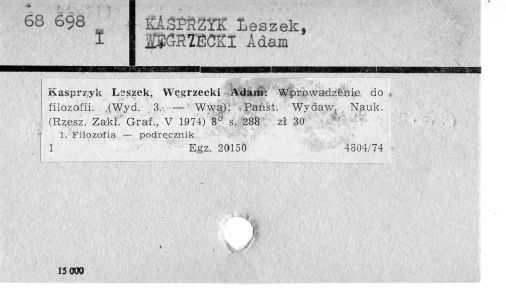 68 698
I
KASPRZYK Leszek,
WĘGRZECKI Adam
Kasprzyk Leszek, Węgrzecki Adam: Wprowadzenie do
filozofii. (Wyd. 3. — Wwa): Państ. Wydaw. Nauk.
(Rzesz. Zakł. Graf., V 1974) 8° s. 288 zł 30
1. Filozofia — podręcznik
1 Egz. 20150 4804/74
15 000